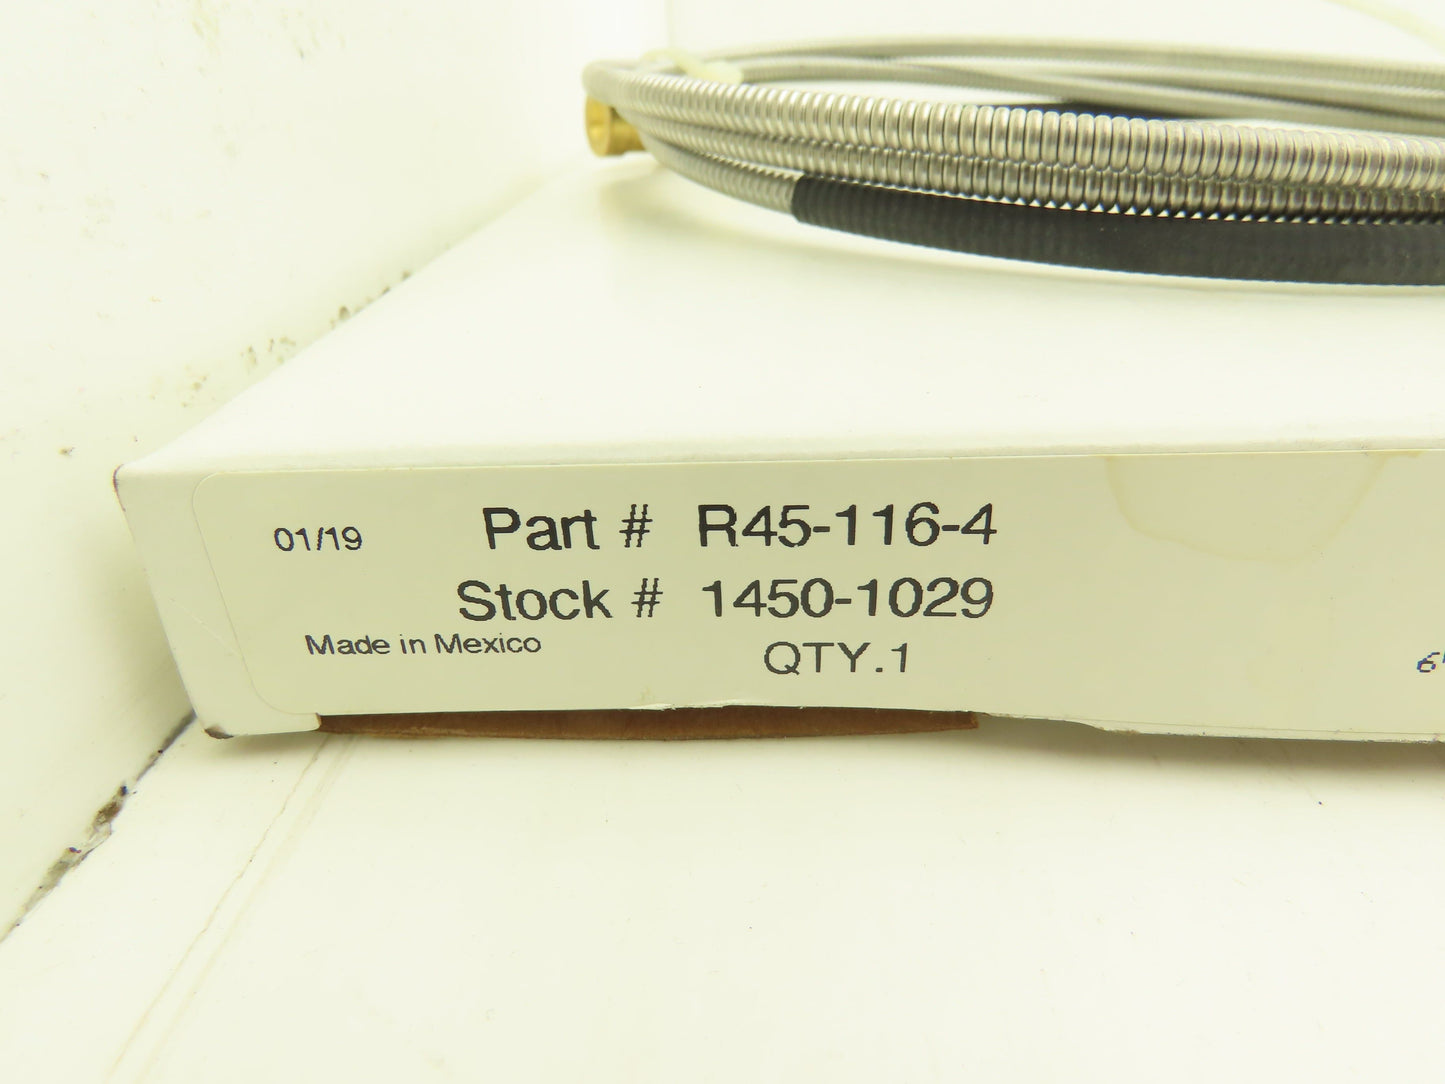 01/19 Part # R45-116-4
Stock # 1450-1029
Made in Mexico
QTY.1